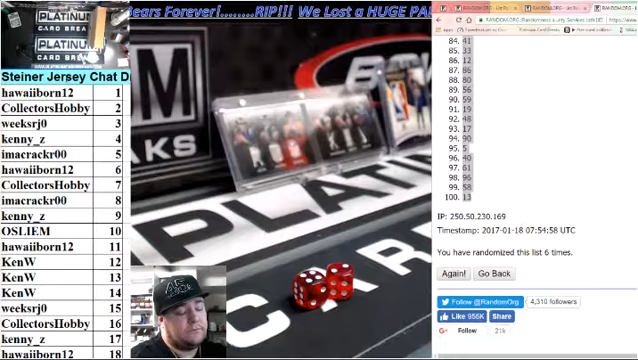 ears Forever!........RIP!!! We Lost a HUGE PA
PLATINUM
CARD BREAK
PLATINUM
Steiner Jersey Chat D
hawaiiborn12 1
CollectorsHobby 2
weeksrj0 3
kenny_z 4
imacrackr00 5
hawaiiborn12 6
CollectorsHobby 7
imacrackr00 8
kenny_z 9
OSLIEM 10
hawaiiborn12 11
KenW 12
KenW 13
KenW 14
weeksrj0 15
CollectorsHobby 16
kenny_z 17
hawaiiborn12 18
84. 41
85. 33
86. 12
87. 86
88. 80
89. 56
90. 59
91. 19
92. 48
93. 17
94. 90
95. 5
96. 40
97. 61
98. 96
99. 58
100. 13
IP: 250.50.230.169
Timestamp: 2017-01-18 07:54:58 UTC
You have randomized this list 6 times.
Again! Go Back
Follow @RandomOrg 4,310 followers
Like 955K Share
Follow 21k